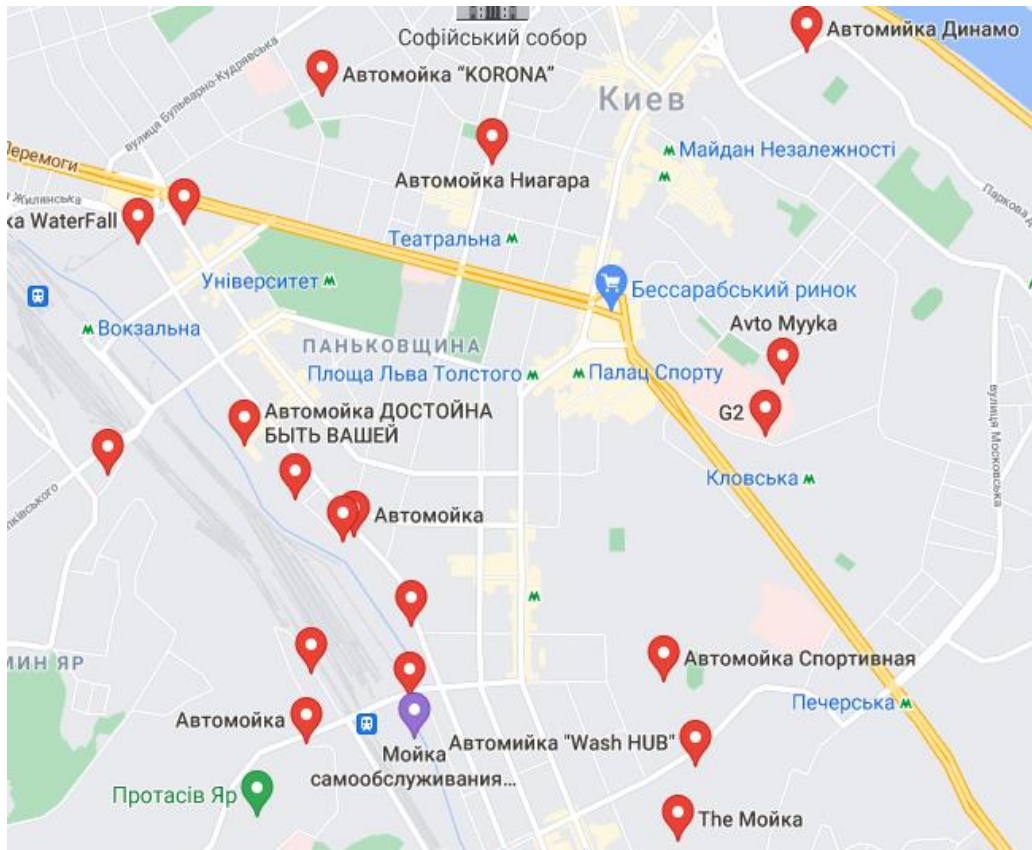 Софійський собор
Автомийка Динамо
Автомойка “KORONA”
вулиця Бульварно-Кудрявська
Киев
Перемоги
Майдан Незалежності
Автомойка Ниагара
Жилянська
ка WaterFall
Паркова д
Театральна
Університет
Бессарабський ринок
Вокзальна
Avto Myyka
ПАНЬКОВЩИНА
Площа Льва Толстого
Палац Спорту
вулиця Московська
Автомойка ДОСТОЙНА
БЫТЬ ВАШЕЙ
G2
Кловська
пківського
Автомойка
МИН ЯР
Автомойка Спортивная
Печерська
Автомойка
Мойка
самообслуживания...
Автомийка "Wash HUB"
Протасів Яр
The Мойка